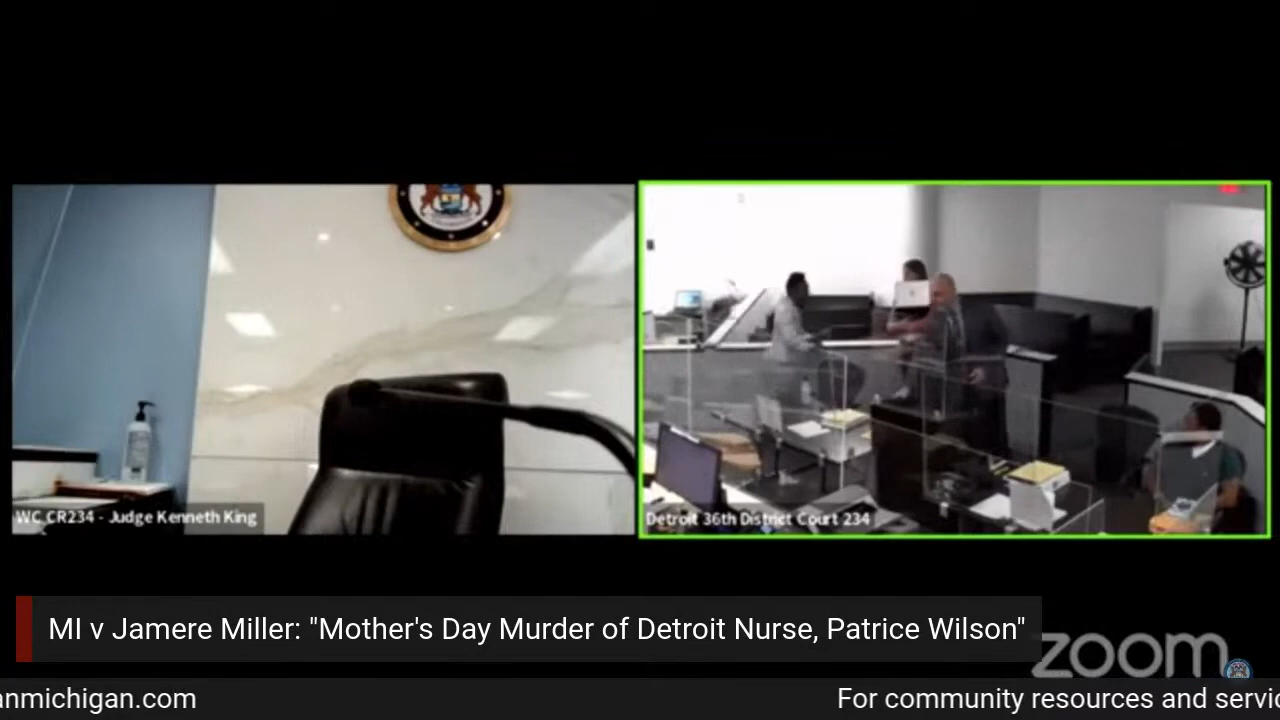 WC CR234 - Judge Kenneth King
Detroit 36th District Court 234
MI v Jamere Miller: "Mother's Day Murder of Detroit Nurse, Patrice Wilson"
zoom
anmichigan.com
For community resources and servic